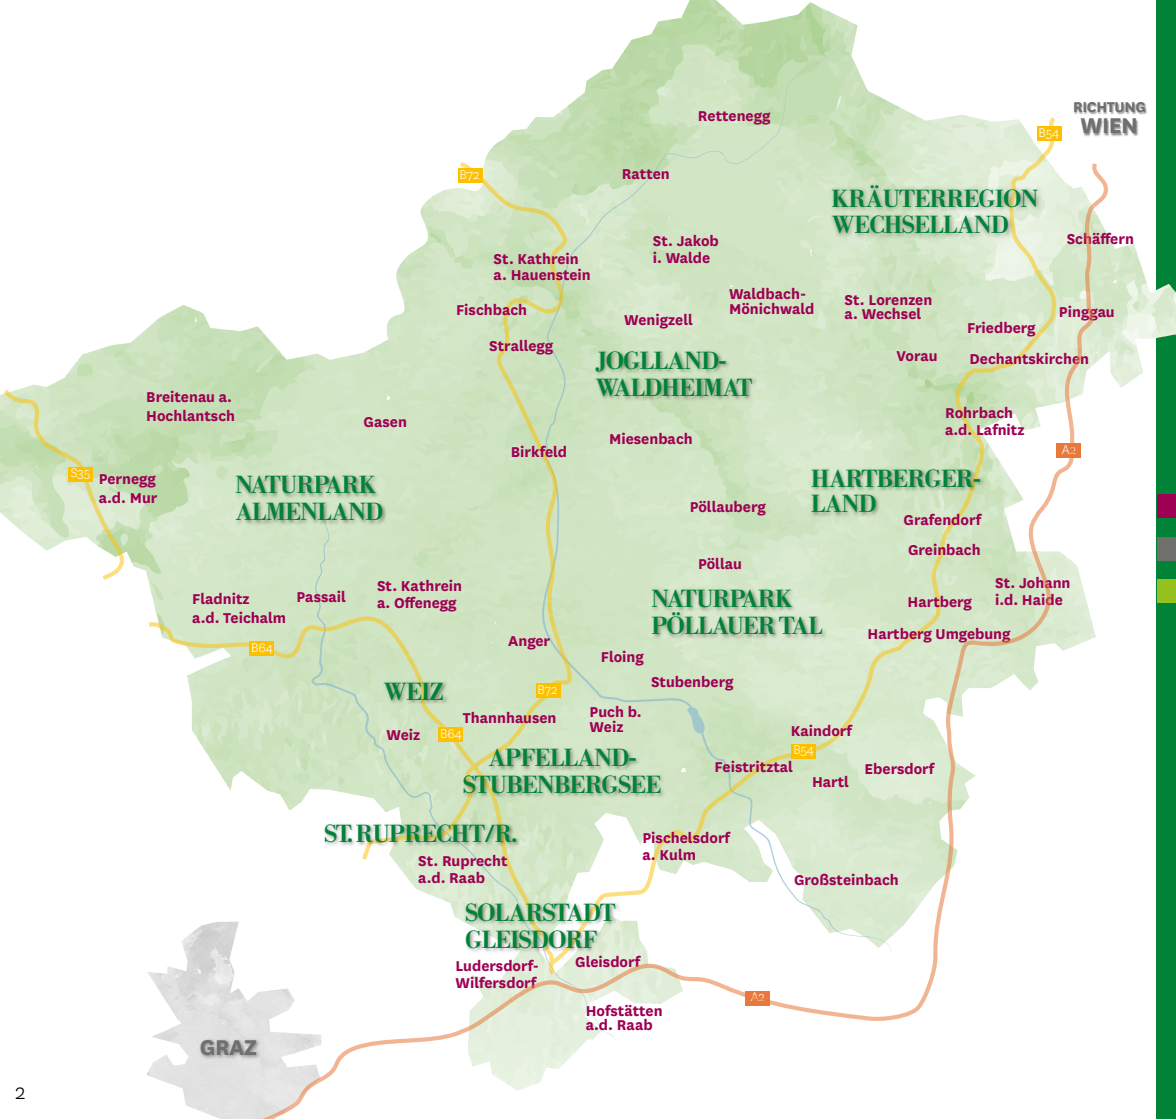 RICHTUNG
WIEN
Rettenegg
B54
B72
Ratten
KRÄUTERREGION
WECHSELLAND
Schäffern
St. Jakob
i. Walde
St. Kathrein
a. Hauenstein
Waldbach-
Mönichwald
St. Lorenzen
a. Wechsel
Fischbach
Wenigzell
Pinggau
Friedberg
Strallegg
JOGLLAND-
WALDHEIMAT
Vorau
Dechantskirchen
Breitenau a.
Hochlantsch
Gasen
Rohrbach
a.d. Lafnitz
Miesenbach
Birkfeld
A2
S35
Pernegg
a.d. Mur
NATURPARK
ALMENLAND
HARTBERGER-
LAND
Pöllauberg
Grafendorf
Greinbach
Pöllau
St. Johann
i.d. Haide
St. Kathrein
a. Offenegg
Fladnitz
a.d. Teichalm
Passail
NATURPARK
PÖLLAUER TAL
Hartberg
Hartberg Umgebung
B64
Anger
Floing
Stubenberg
WEIZ
B72
Thannhausen
Puch b.
Weiz
Weiz
B64
Kaindorf
B54
APFELLAND-
STUBENBERGSEE
Feistritztal
Ebersdorf
Hartl
ST. RUPRECHT/R.
Pischelsdorf
a. Kulm
St. Ruprecht
a.d. Raab
Großsteinbach
SOLARSTADT
GLEISDORF
Ludersdorf-
Wilfersdorf
Gleisdorf
A2
Hofstätten
a.d. Raab
GRAZ
2